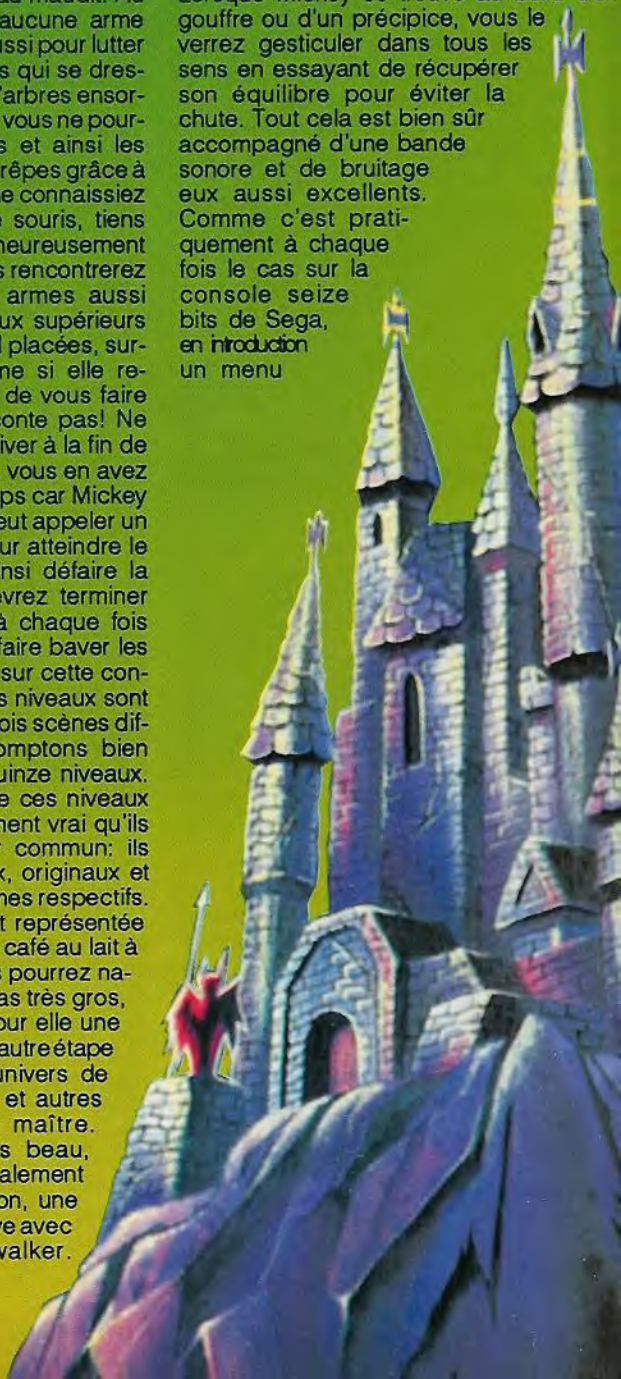 aucune arme
ussi pour lutter
s qui se dres-
'arbres ensor-
vous ne pour-
s et ainsi les
rêpes grâce à
ne connaissiez
e souris, tiens
heureusement
s rencontrerez
armes aussi
ux supérieurs
l placées, sur-
me si elle re-
de vous faire
conte pas! Ne
iver à la fin de
vous en avez
ps car Mickey
eut appeler un
ur atteindre le
insi défaire la
evrez terminer
à chaque fois
faire baver les
sur cette con-
s niveaux sont
ois scènes dif-
omptons bien
uinze niveaux.
e ces niveaux
ment vrai qu'ils
r commun: ils
x, originaux et
nes respectifs.
t représentée
café au lait à
s pourrez na-
as très gros,
our elle une
autre étape
univers de
et autres
maître.
s beau,
alement
on, une
ve avec
walker.
gouffre ou d'un précipice, vous le
verrez gesticuler dans tous les
sens en essayant de récupérer
son équilibre pour éviter la
chute. Tout cela est bien sûr
accompagné d'une bande
sonore et de bruitage
eux aussi excellents.
Comme c'est prati-
quement à chaque
fois le cas sur la
console seize
bits de Sega,
en introduction
un menu